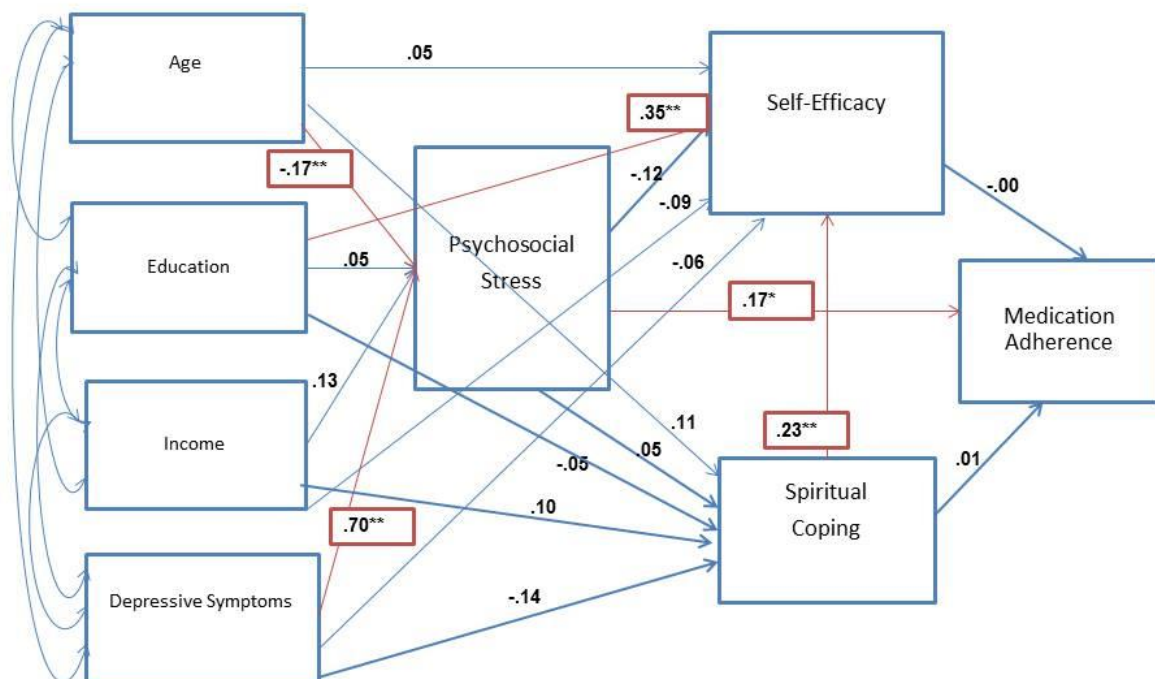 Age
.05
Self-Efficacy
.35**
-.17**
-.12
-.00
-.09
Psychosocial
Stress
Education
.05
-.06
.17*
Medication
Adherence
.13
.11
Income
.23**
.05
-.05
.01
Spiritual
Coping
.10
.70**
Depressive Symptoms
-.14